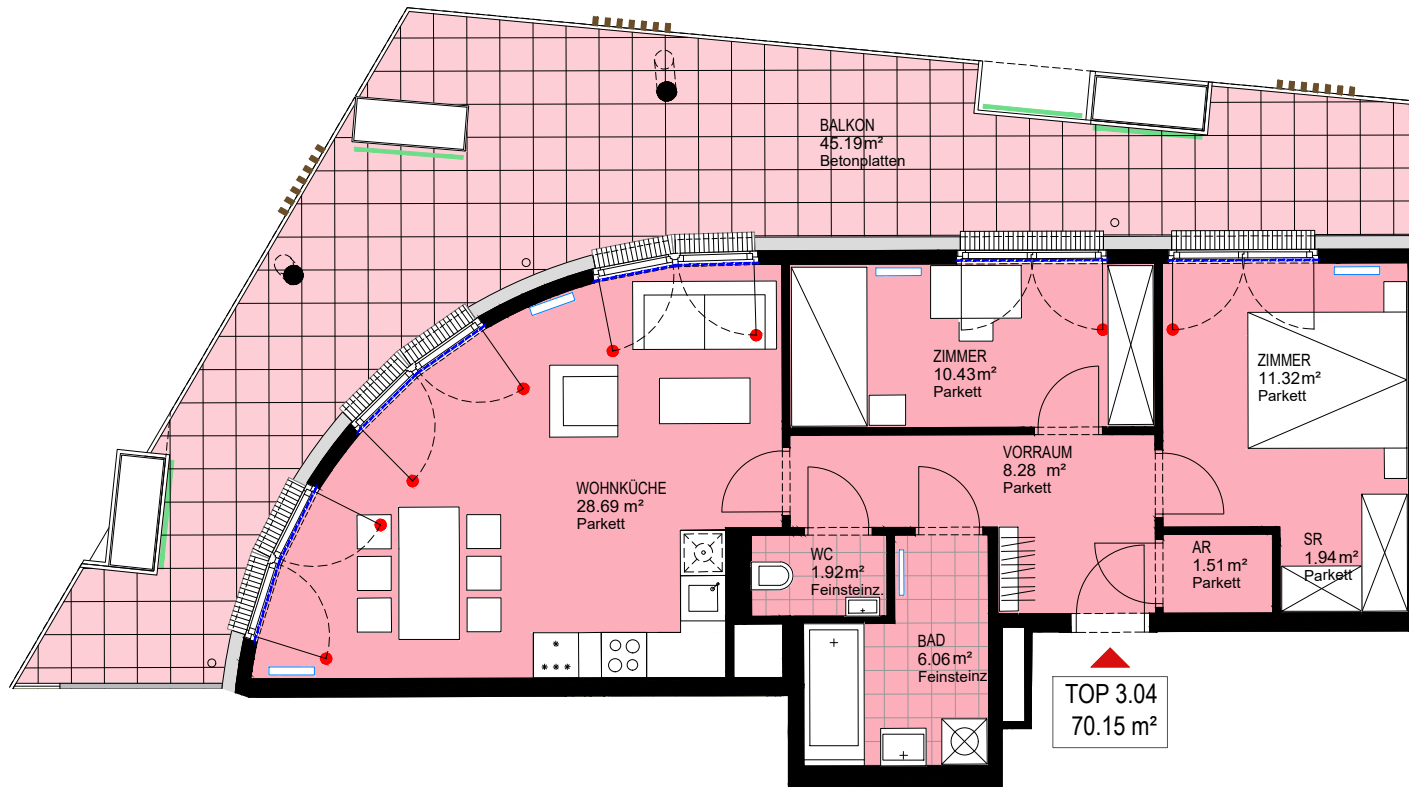 BALKON
45.19m²
Betonplatten
ZIMMER
10.43m²
Parkett
ZIMMER
11.32m²
Parkett
WOHNKÜCHE
28.69 m²
Parkett
VORRAUM
8.28 m²
Parkett
WC
1.92m²
Feinsteinz.
AR
1.51 m²
Parkett
SR
1.94m²
Parkett
BAD
6.06m²
Feinsteinz
TOP 3.04
70.15 m²